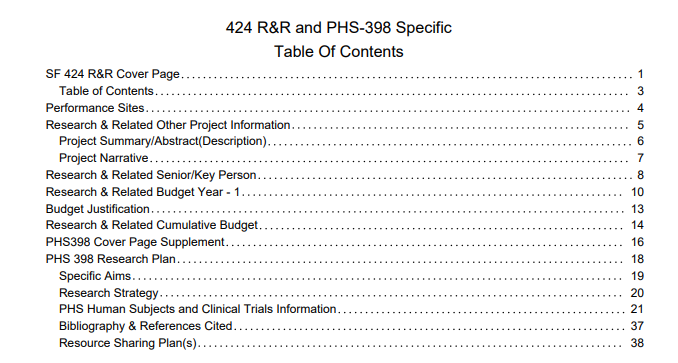 424 R&R and PHS-398 Specific
Table Of Contents
SF 424 R&R Cover Page 1
Table of Contents 3
Performance Sites 4
Research & Related Other Project Information 5
Project Summary/Abstract(Description) 6
Project Narrative 7
Research & Related Senior/Key Person 8
Research & Related Budget Year - 1 10
Budget Justification 13
Research & Related Cumulative Budget 14
PHS398 Cover Page Supplement 16
PHS 398 Research Plan 18
Specific Aims 19
Research Strategy 20
PHS Human Subjects and Clinical Trials Information 21
Bibliography & References Cited 37
Resource Sharing Plan(s) 38